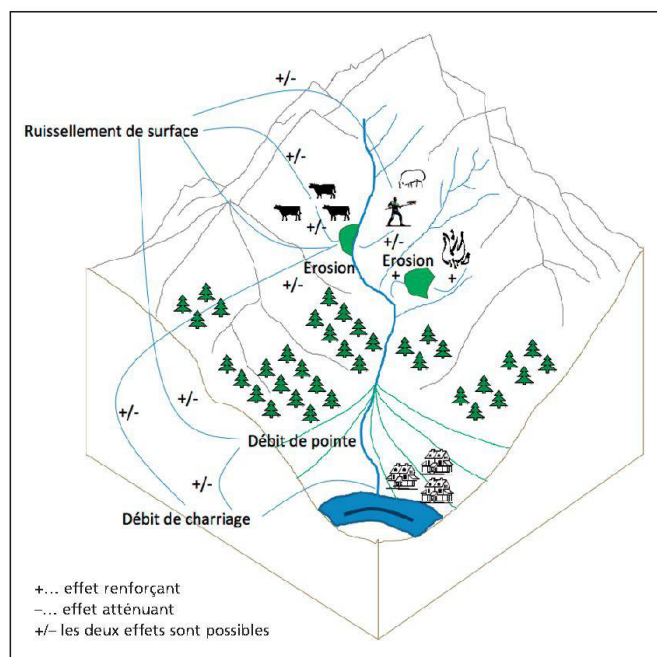 +/-
Ruissellement de surface
+/-
+/-
+/-
Erosion
Erosion
+
+
+/-
+/-
+/-
Débit de pointe
+/-
Débit de charriage
+... effet renforçant
–... effet atténuant
+/– les deux effets sont possibles